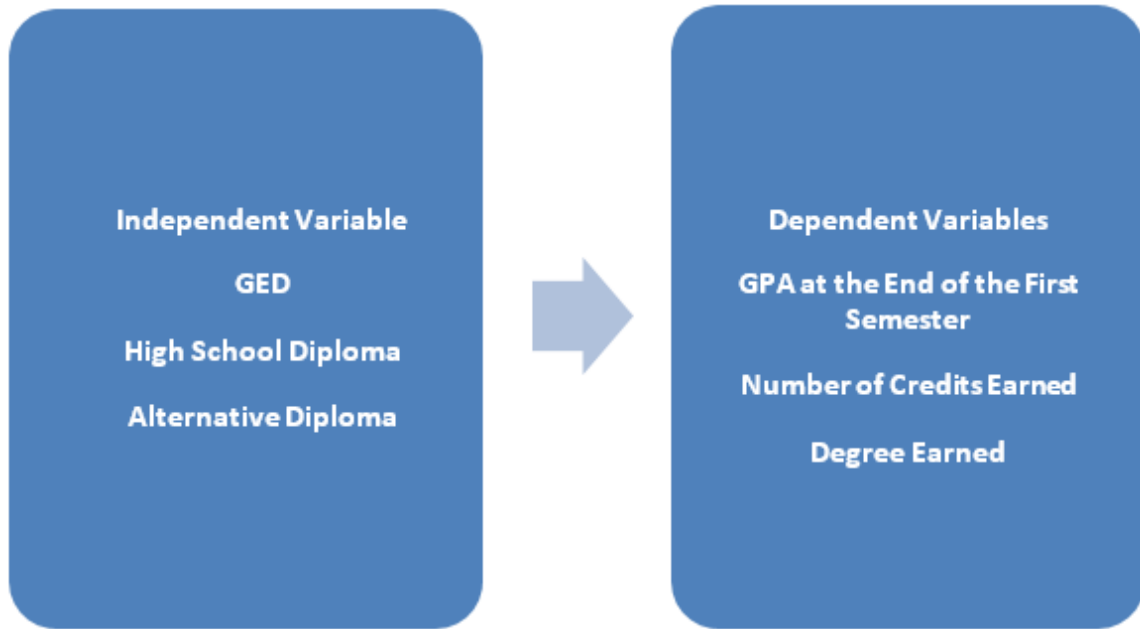 Independent Variable
GED
High School Diploma
Alternative Diploma
Dependent Variables
GPA at the End of the First
Semester
Number of Credits Earned
Degree Earned